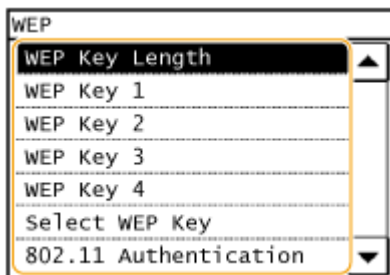 WEP
WEP Key Length
WEP Key 1
WEP Key 2
WEP Key 3
WEP Key 4
Select WEP Key
802.11 Authentication